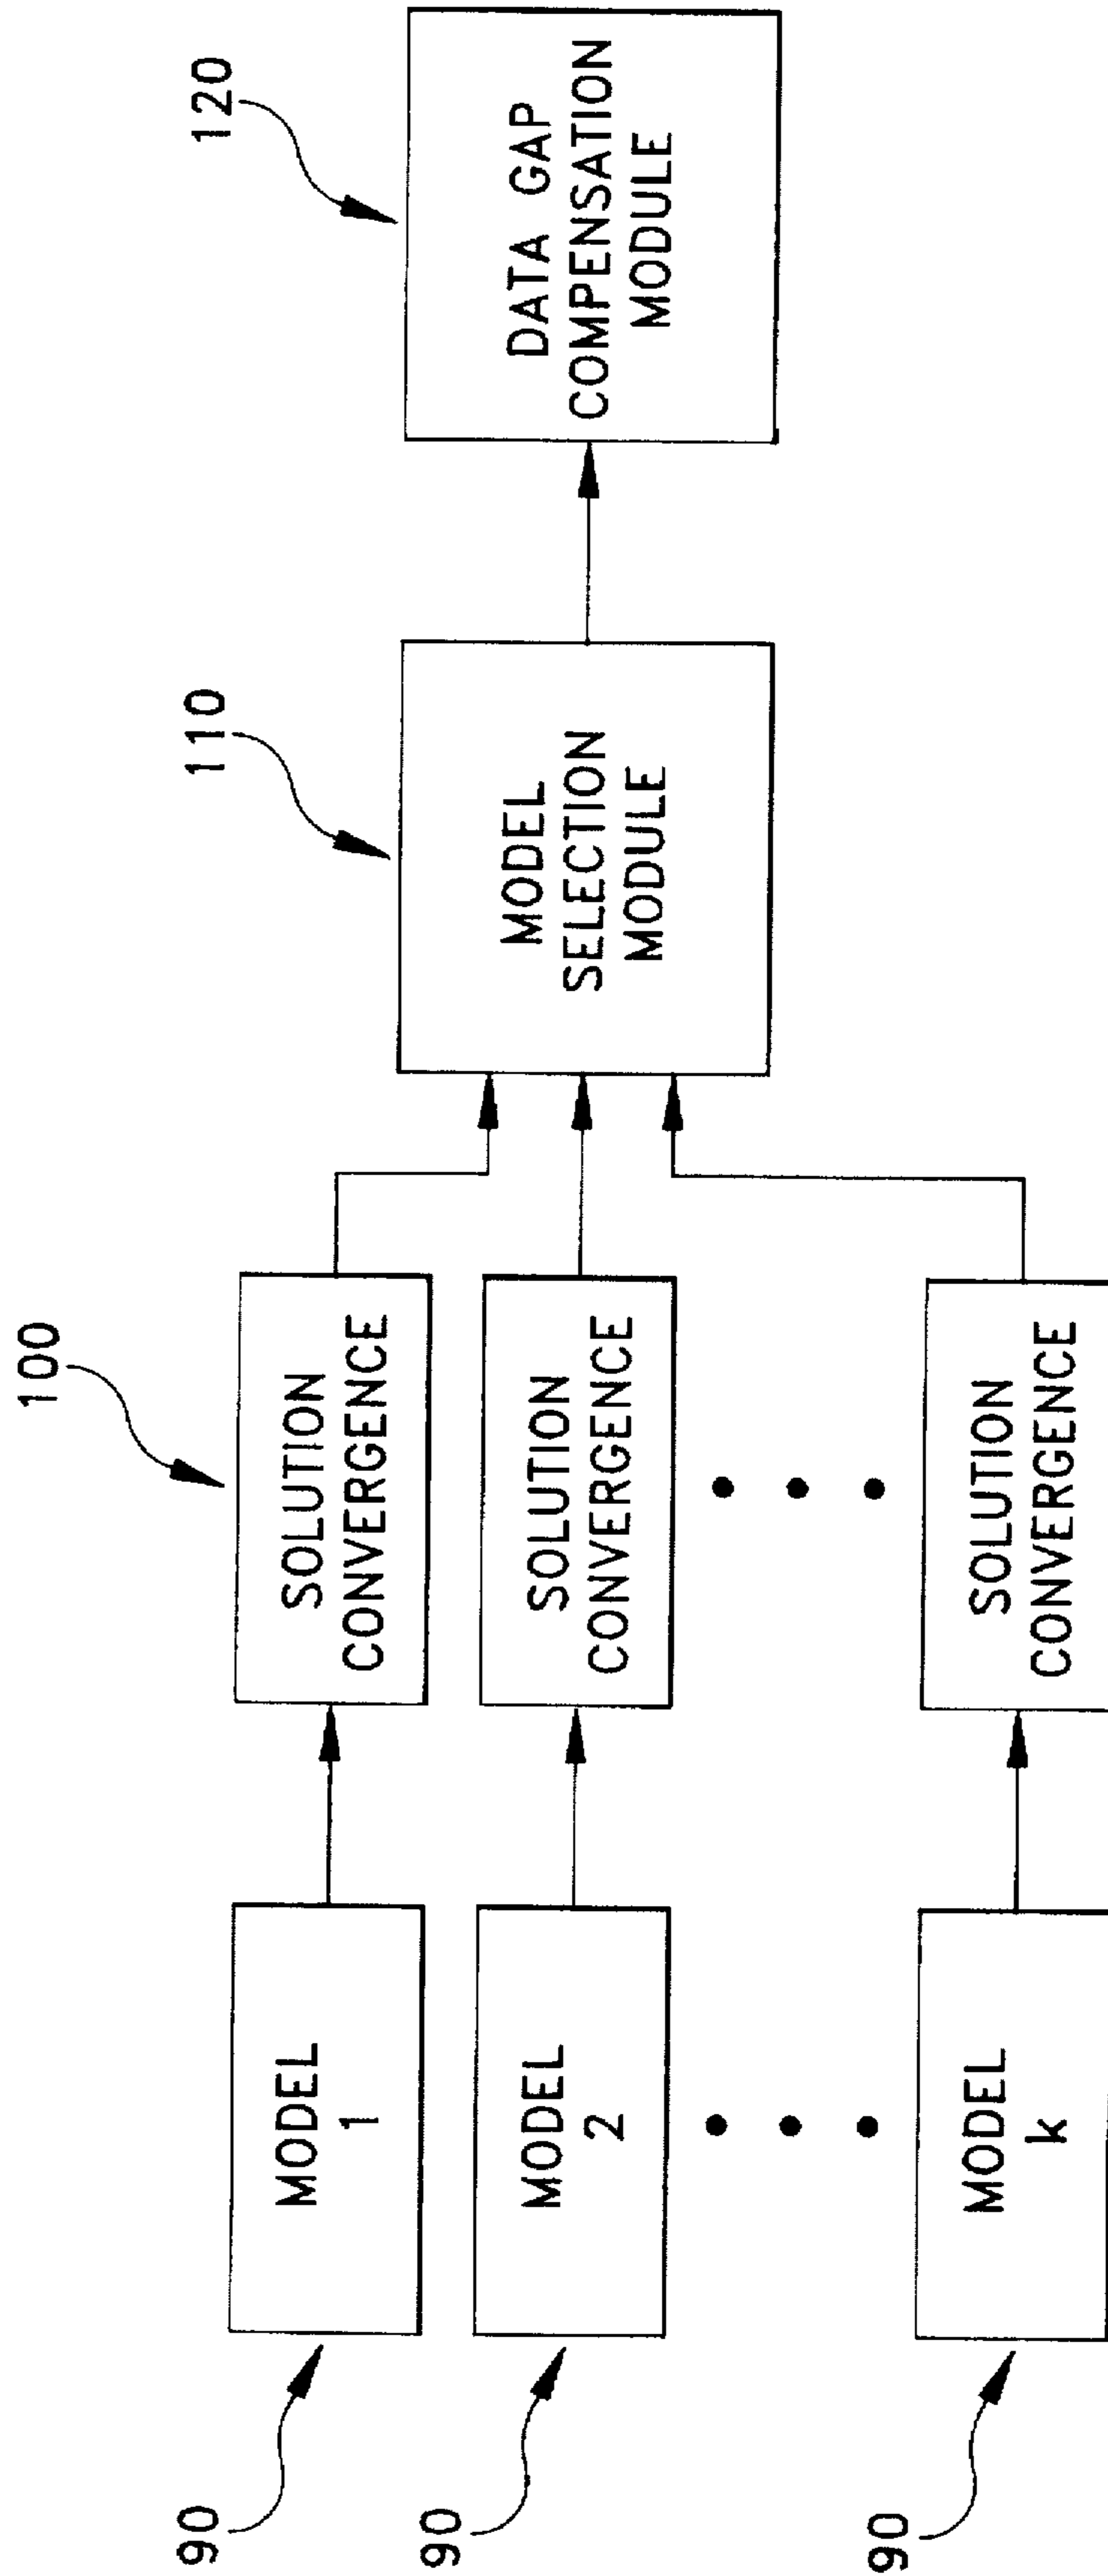 90
MODEL
1
100
SOLUTION
CONVERGENCE
90
MODEL
2
SOLUTION
CONVERGENCE
90
MODEL
k
SOLUTION
CONVERGENCE
110
MODEL
SELECTION
MODULE
120
DATA GAP
COMPENSATION
MODULE